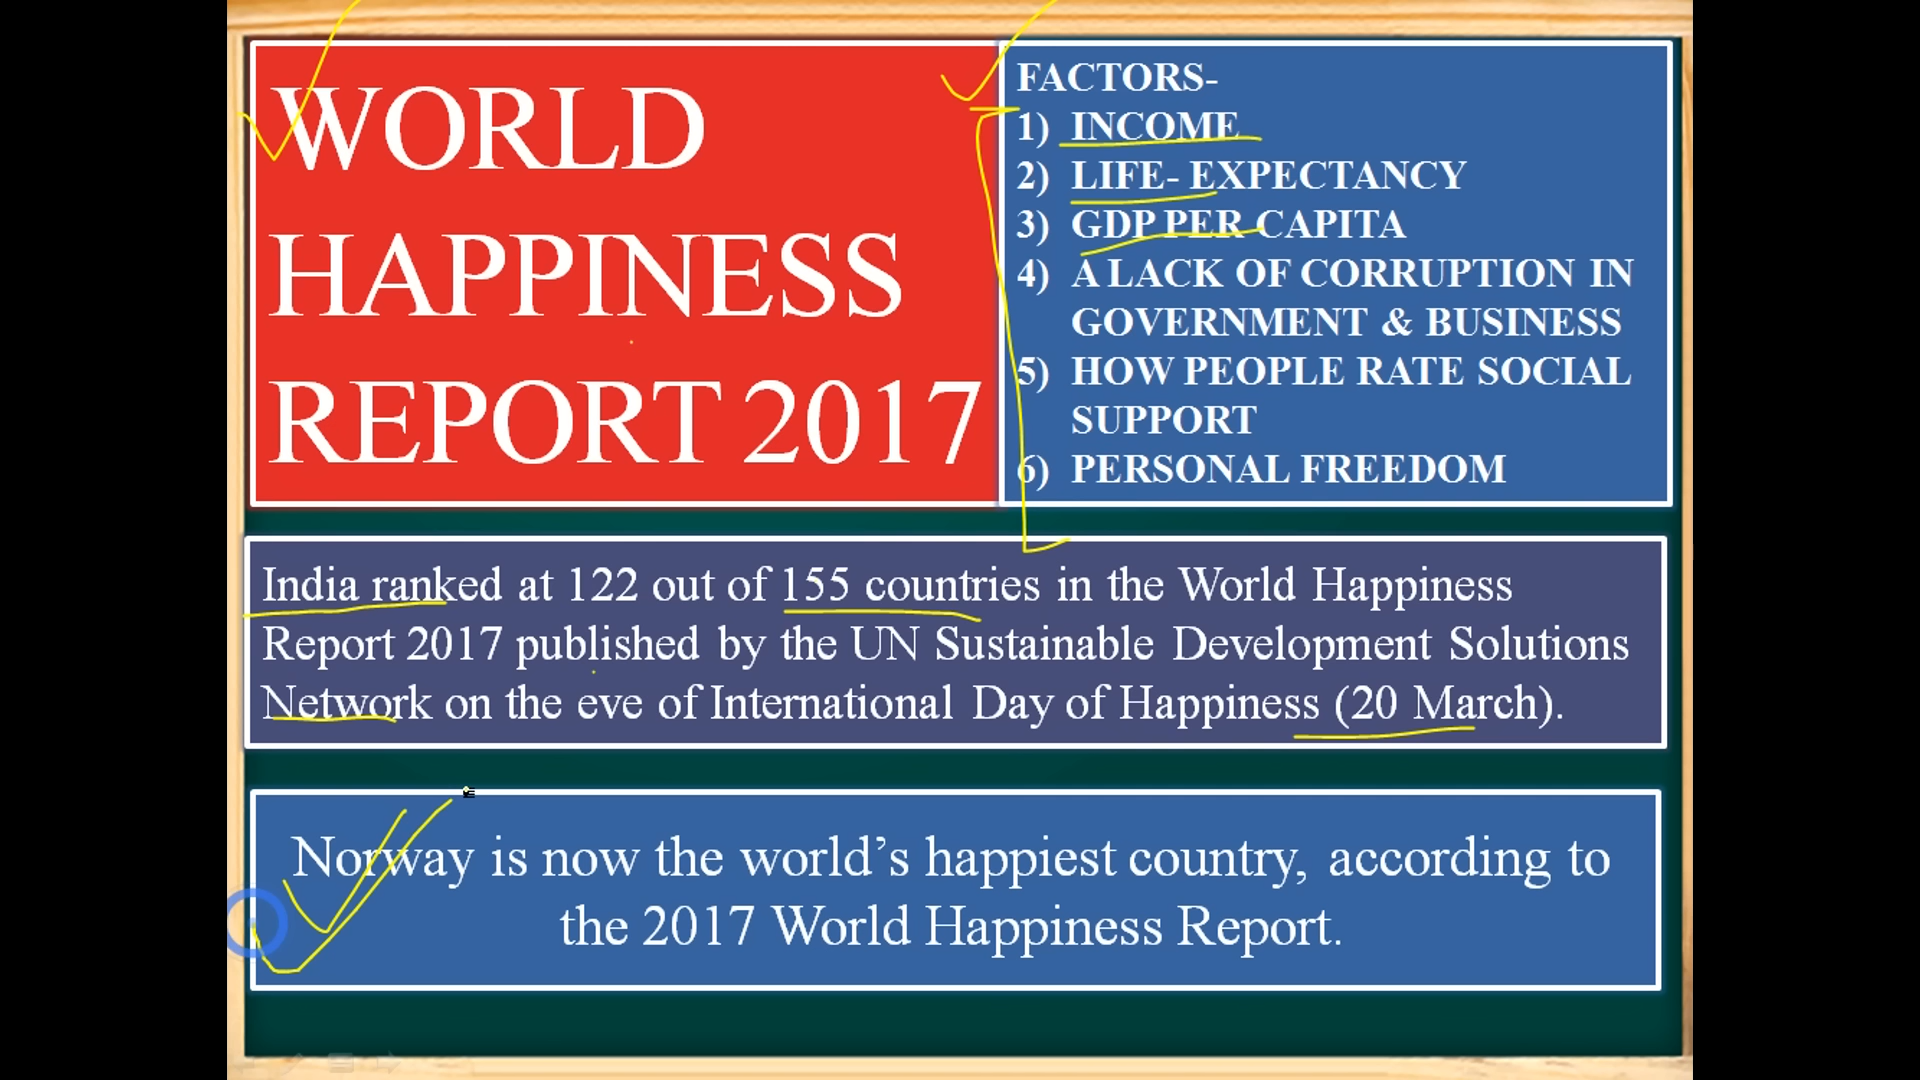 WORLD
HAPPINESS
REPORT 2017
FACTORS-
1) INCOME
2) LIFE- EXPECTANCY
3) GDP PER CAPITA
4) A LACK OF CORRUPTION IN
GOVERNMENT & BUSINESS
5) HOW PEOPLE RATE SOCIAL
SUPPORT
6) PERSONAL FREEDOM
India ranked at 122 out of 155 countries in the World Happiness
Report 2017 published by the UN Sustainable Development Solutions
Network on the eve of International Day of Happiness (20 March).
Norway is now the world’s happiest country, according to
the 2017 World Happiness Report.